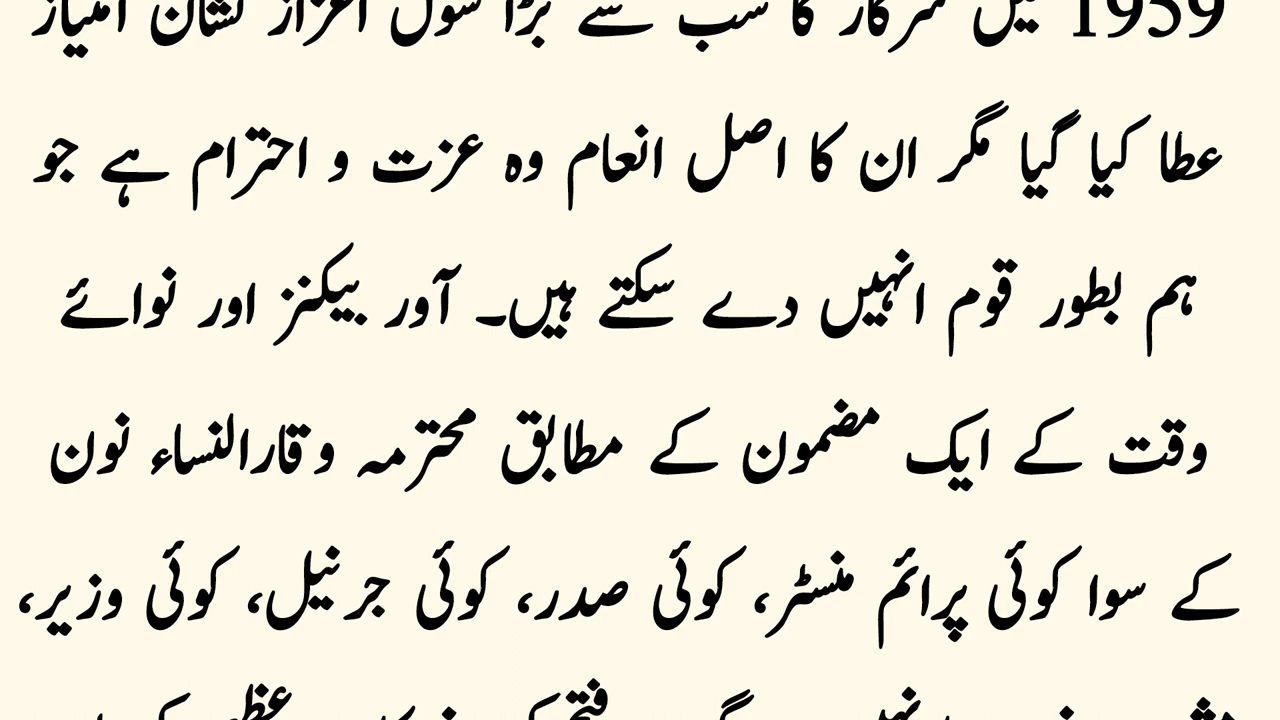 1959 میں سرکار کا سب سے بڑا سول اعزاز نشان امتیاز
عطا کیا گیا مگر ان کا اصل انعام وہ عزت و احترام ہے جو
ہم بطور قوم انہیں دے سکتے ہیں۔ آور بیکنز اور نوائے
وقت کے ایک مضمون کے مطابق محترمہ وقارالنساء نون
کے سوا کوئی پرائم منسٹر، کوئی صدر، کوئی جرنیل، کوئی وزیر،